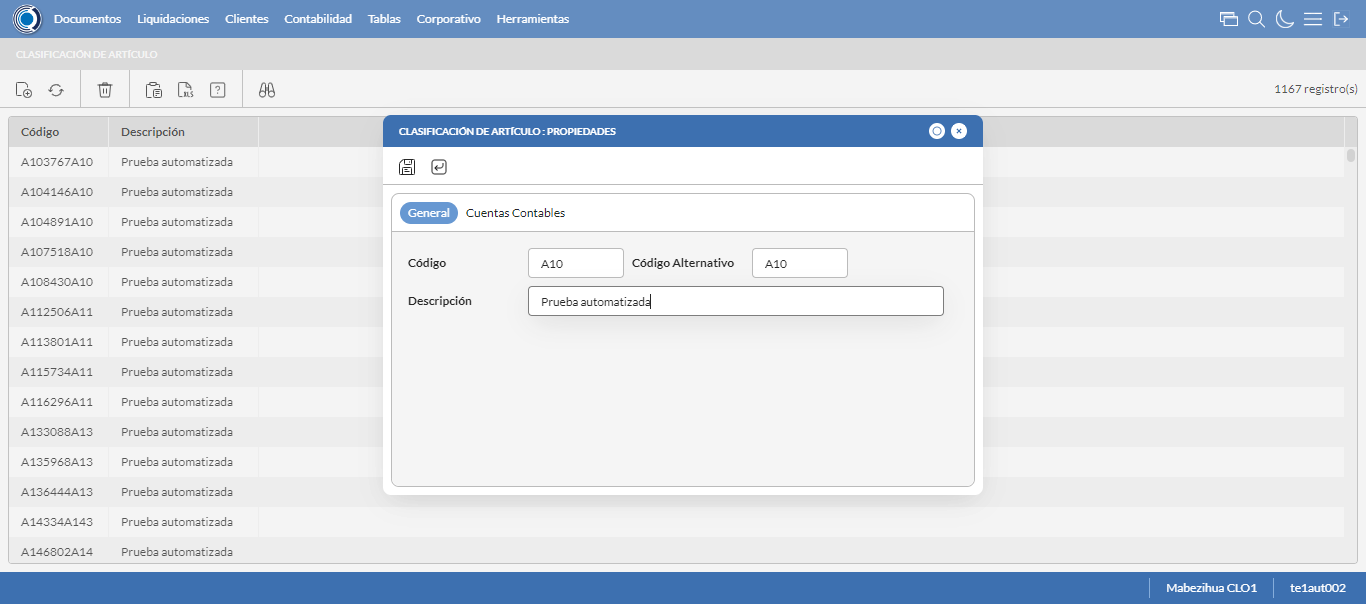 Documentos Liquidaciones Clientes Contabilidad Tablas Corporativo Herramientas
CLASIFICACIÓN DE ARTÍCULO
XLS ? 1167 registro(s)
Código Descripción
A103767A10 Prueba automatizada
A104146A10 Prueba automatizada
A104891A10 Prueba automatizada
A107518A10 Prueba automatizada
A108430A10 Prueba automatizada
A112506A11 Prueba automatizada
A113801A11 Prueba automatizada
A115734A11 Prueba automatizada
A116296A11 Prueba automatizada
A133088A13 Prueba automatizada
A135968A13 Prueba automatizada
A136444A13 Prueba automatizada
A14334A143 Prueba automatizada
A146802A14 Prueba automatizada
CLASIFICACIÓN DE ARTÍCULO : PROPIEDADES
General Cuentas Contables
Código A10 Código Alternativo A10
Descripción Prueba automatizada
Mabezihua CLO1 te1aut002